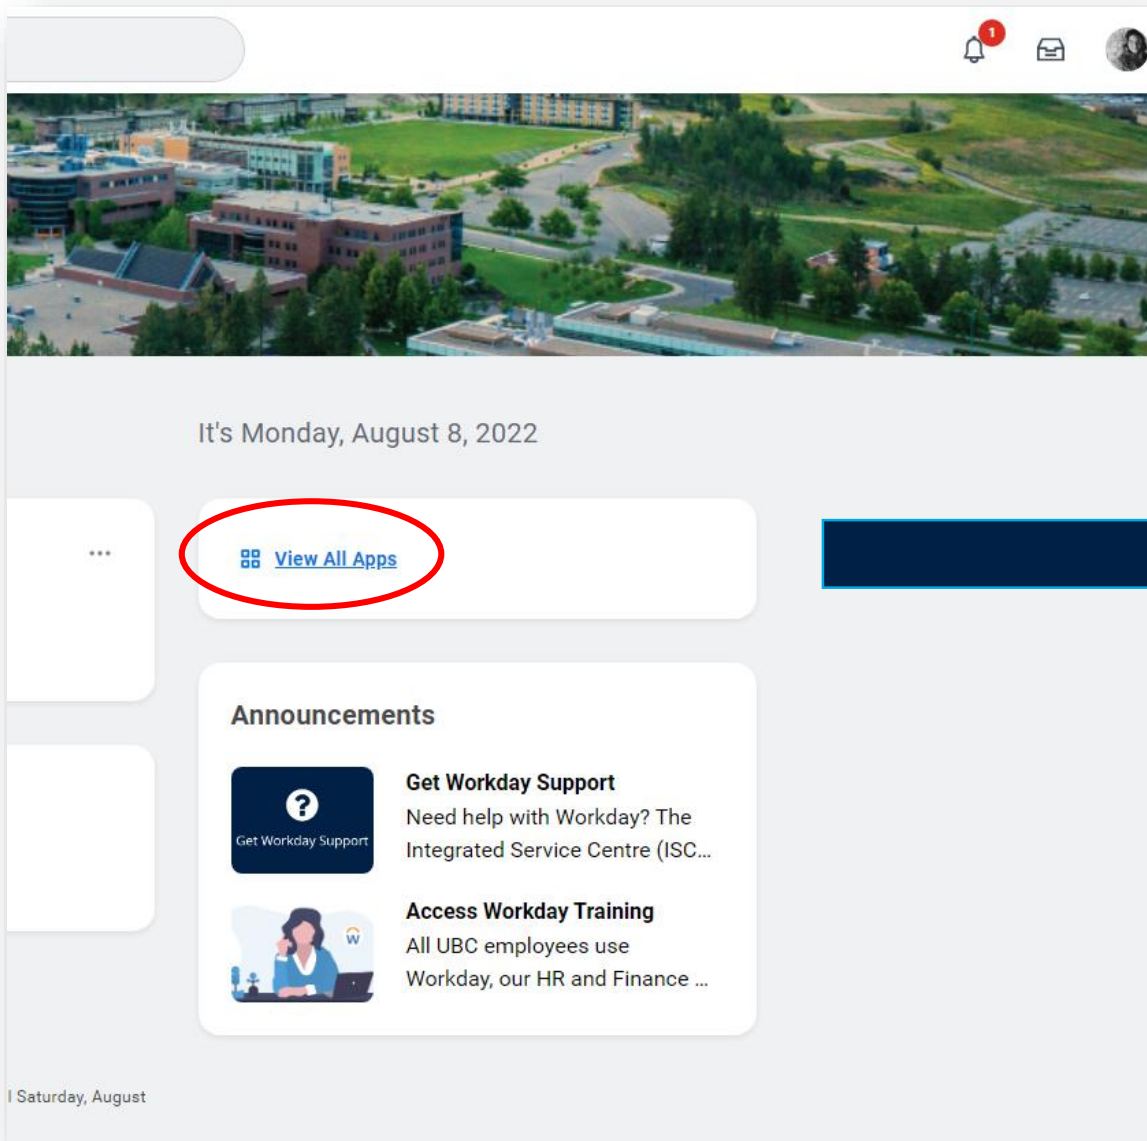 1
It's Monday, August 8, 2022
View All Apps
Announcements
Get Workday Support
Get Workday Support
Need help with Workday? The
Integrated Service Centre (ISC...
W
Access Workday Training
All UBC employees use
Workday, our HR and Finance ...
l Saturday, August